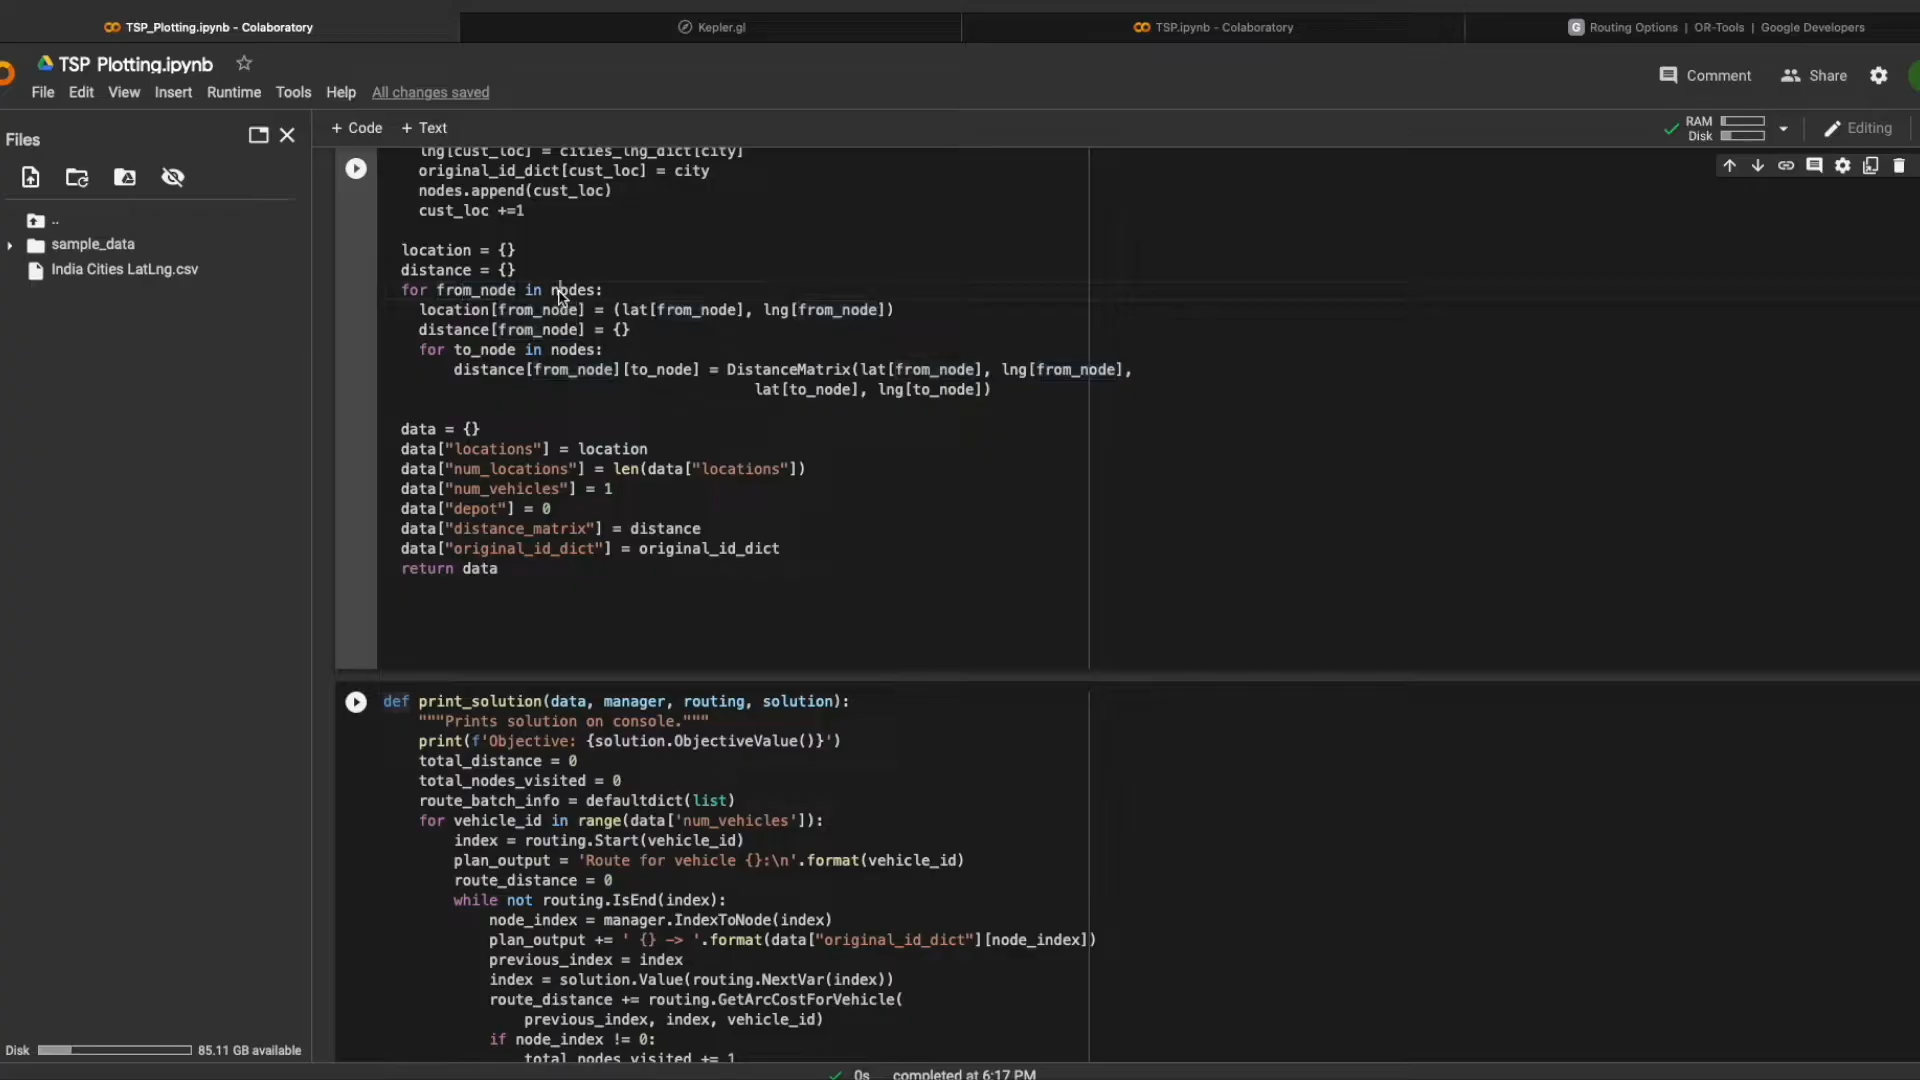 TSP_Plotting.ipynb - Colaboratory
Kepler.gl
TSP.ipynb - Colaboratory
G Routing Options | OR-Tools | Google Developers
TSP Plotting.ipynb
Comment
Share
File Edit View Insert Runtime Tools Help All changes saved
Files
+ Code + Text
RAM
Disk
Editing
..
sample_data
India Cities LatLng.csv
lng[cust_loc] = cities_lng_dict[city]
original_id_dict[cust_loc] = city
nodes.append(cust_loc)
cust_loc +=1
location = {}
distance = {}
for from_node in nodes:
location[from_node] = (lat[from_node], lng[from_node])
distance[from_node] = {}
for to_node in nodes:
distance[from_node][to_node] = DistanceMatrix(lat[from_node], lng[from_node],
lat[to_node], lng[to_node])
data = {}
data["locations"] = location
data["num_locations"] = len(data["locations"])
data["num_vehicles"] = 1
data["depot"] = 0
data["distance_matrix"] = distance
data["original_id_dict"] = original_id_dict
return data
def print_solution(data, manager, routing, solution):
"""Prints solution on console."""
print(f'Objective: {solution.ObjectiveValue()}')
total_distance = 0
total_nodes_visited = 0
route_batch_info = defaultdict(list)
for vehicle_id in range(data['num_vehicles']):
index = routing.Start(vehicle_id)
plan_output = 'Route for vehicle {}:\n'.format(vehicle_id)
route_distance = 0
while not routing.IsEnd(index):
node_index = manager.IndexToNode(index)
plan_output += ' {} -> '.format(data["original_id_dict"][node_index])
previous_index = index
index = solution.Value(routing.NextVar(index))
route_distance += routing.GetArcCostForVehicle(
previous_index, index, vehicle_id)
if node_index != 0:
total_nodes_visited += 1
Disk 85.11 GB available
0s completed at 6:17 PM